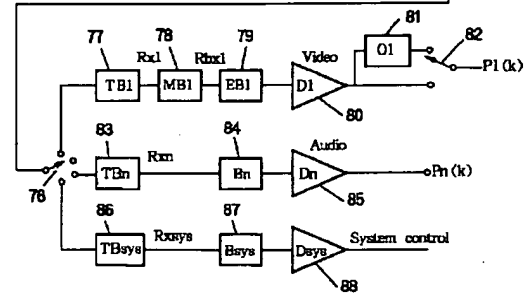 81
77 78 79 82
Rx1 Rbx1 Video O1
TB1 MB1 EB1 D1 P1(k)
80
83 84 Audio
Rxn
76 TBn Bn Dn Pn(k)
85
86 87
Rxsys System control
TBsys Bsys Dsys
88